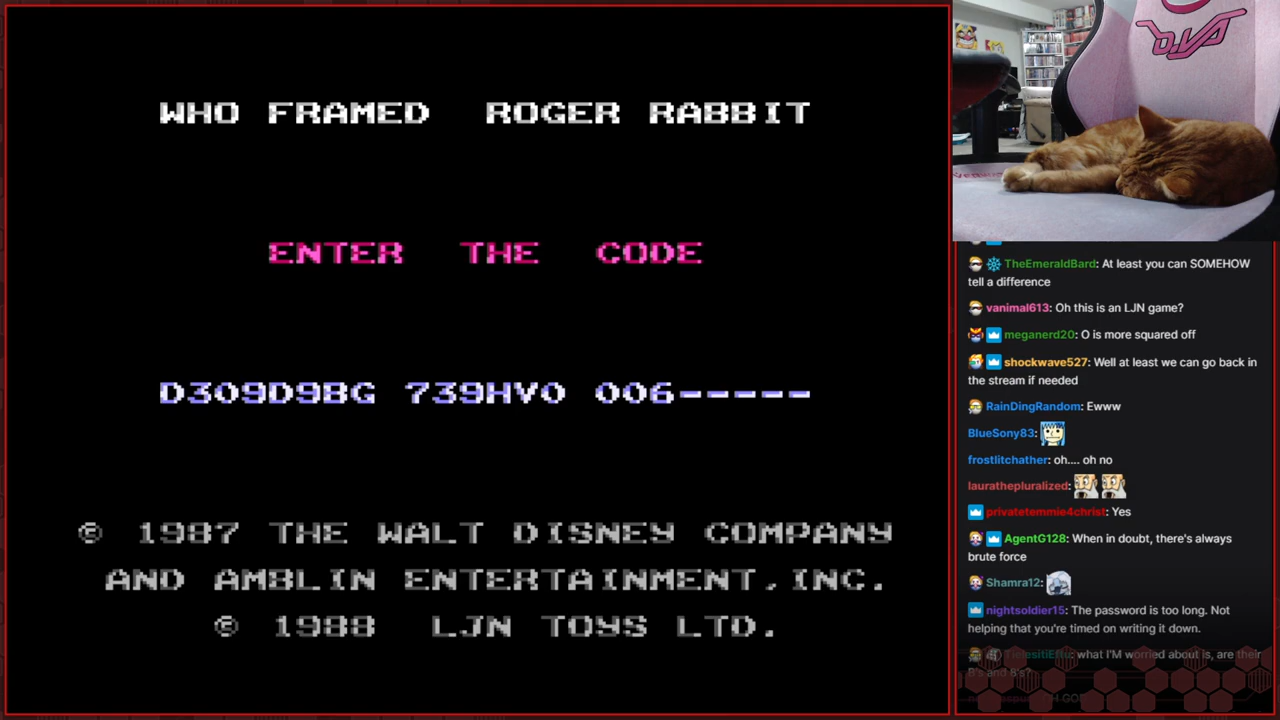 WHO FRAMED ROGER RABBIT
ENTER THE CODE
D309D9BG 739HV0 006-----
© 1987 THE WALT DISNEY COMPANY
AND AMBLIN ENTERTAINMENT,INC.
© 1988 LJN TOYS LTD.
D.VA
TheEmeraldBard: At least you can SOMEHOW
tell a difference
vanimal613: Oh this is an LJN game?
meganerd20: O is more squared off
shockwave527: Well at least we can go back in
the stream if needed
RainDingRandom: Ewww
BlueSony83:
frostlitchather: oh.... oh no
laurathepluralized:
privatetemmie4christ: Yes
AgentG128: When in doubt, there's always
brute force
Shamra12:
nightsoldier15: The password is too long. Not
helping that you're timed on writing it down.
what I'M worried about is, are their
B's and 8's?